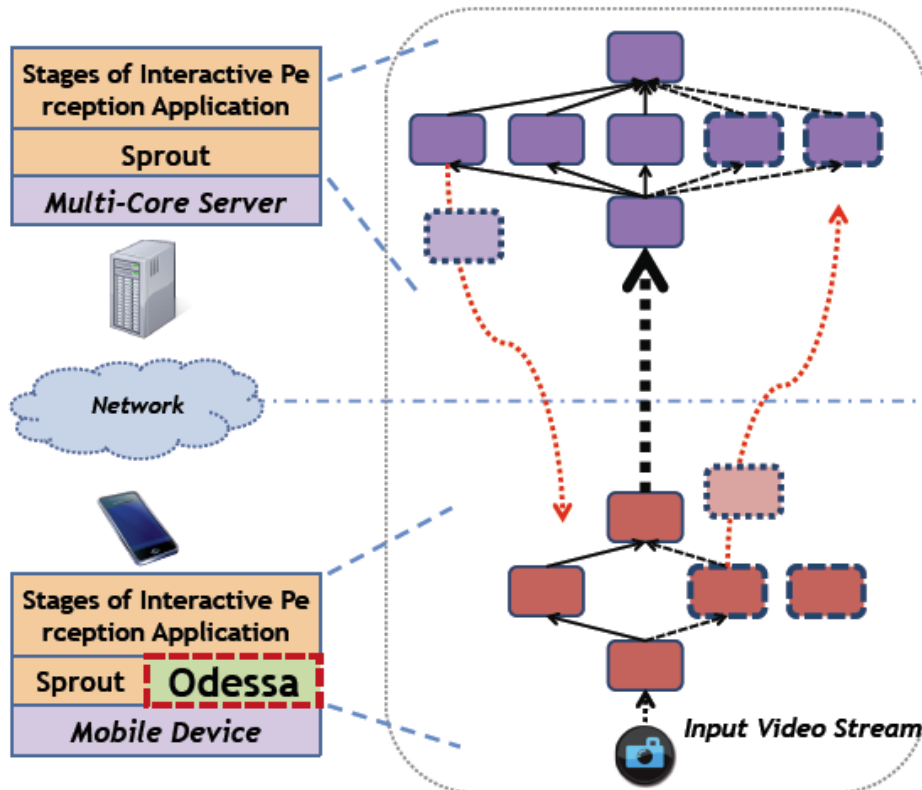 Stages of Interactive Pe
rception Application
Sprout
Multi-Core Server
Network
Stages of Interactive Pe
rception Application
Sprout
Odessa
Mobile Device
Input Video Stream